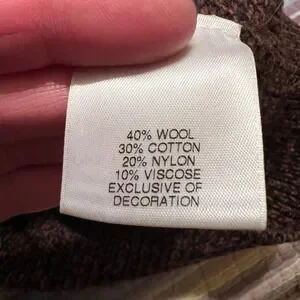 40% WOOL
30% COTTON
20% NYLON
10% VISCOSE
EXCLUSIVE OF
DECORATION